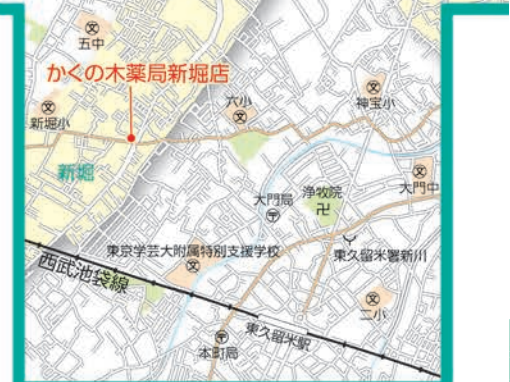 五中
かくの木薬局新堀店
六小
神宝小
新堀小
新堀
大門中
大門局
浄牧院
東京学芸大附属特別支援学校
東久留米署新川
西武池袋線
二小
東久留米駅
本町局